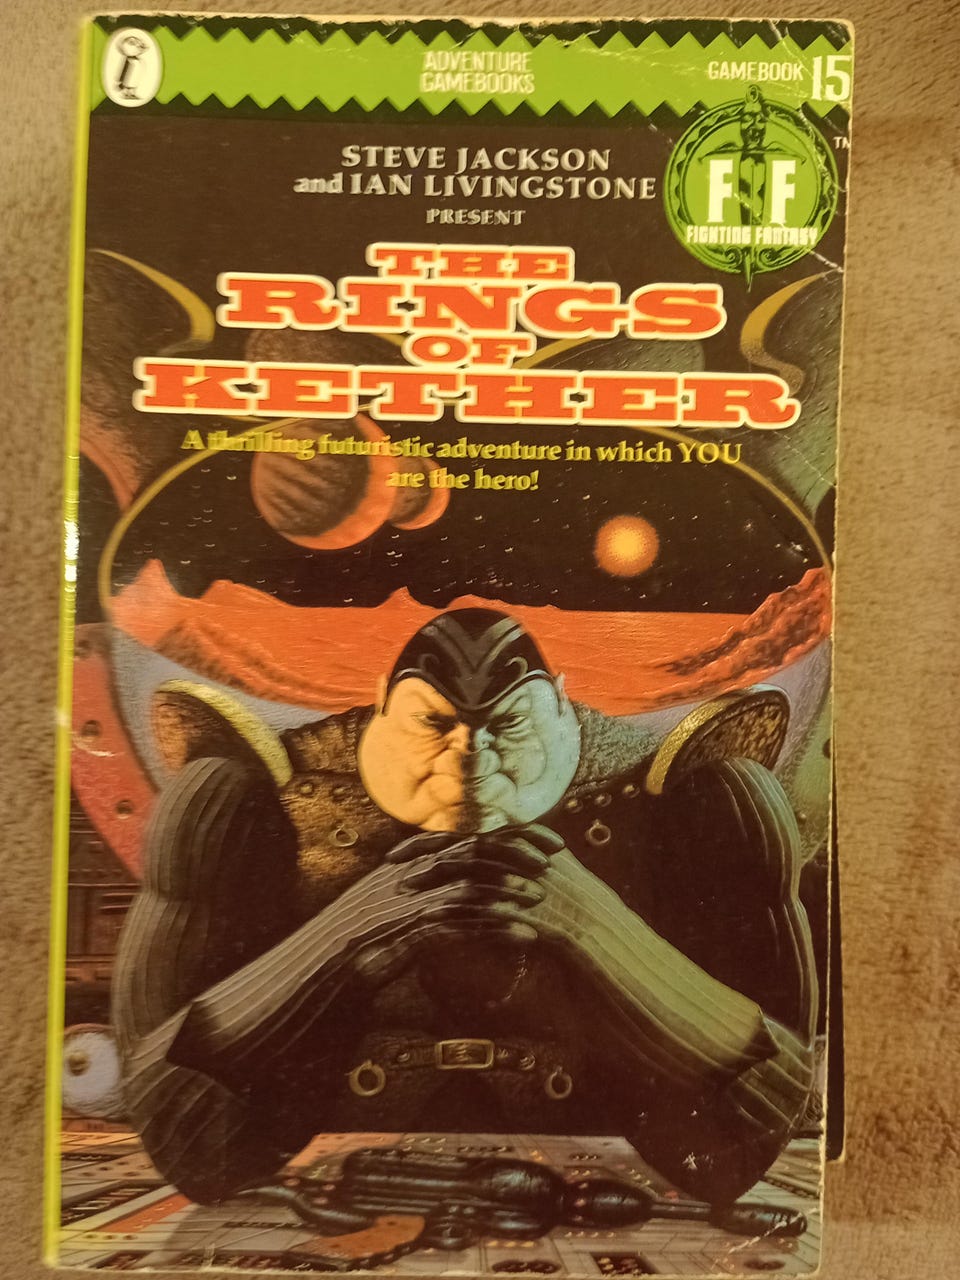 ADVENTURE
GAMEBOOKS
GAMEBOOK 15
STEVE JACKSON
and IAN LIVINGSTONE
PRESENT
TM
FF
FIGHTING FANTASY
THE
RINGS
OF
KETHER
A thrilling futuristic adventure in which YOU
are the hero!